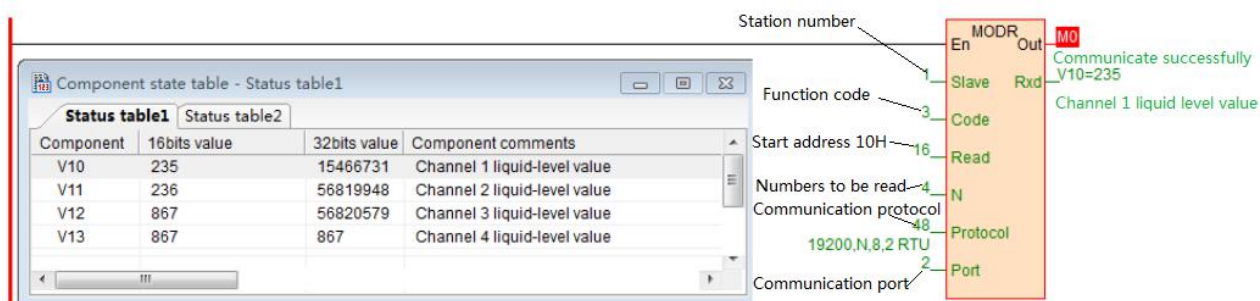 Component state table - Status table1
Status table1 Status table2
Component 16bits value 32bits value Component comments
V10 235 15466731 Channel 1 liquid-level value
V11 236 56819948 Channel 2 liquid-level value
V12 867 56820579 Channel 3 liquid-level value
V13 867 867 Channel 4 liquid-level value
Station number
MODR
En Out M0
Communicate successfully
1 Slave Rxd V10=235
Channel 1 liquid level value
Function code 3 Code
Start address 10H 16 Read
Numbers to be read 4 N
Communication protocol 48 Protocol
19200,N,8,2 RTU
Communication port 2 Port